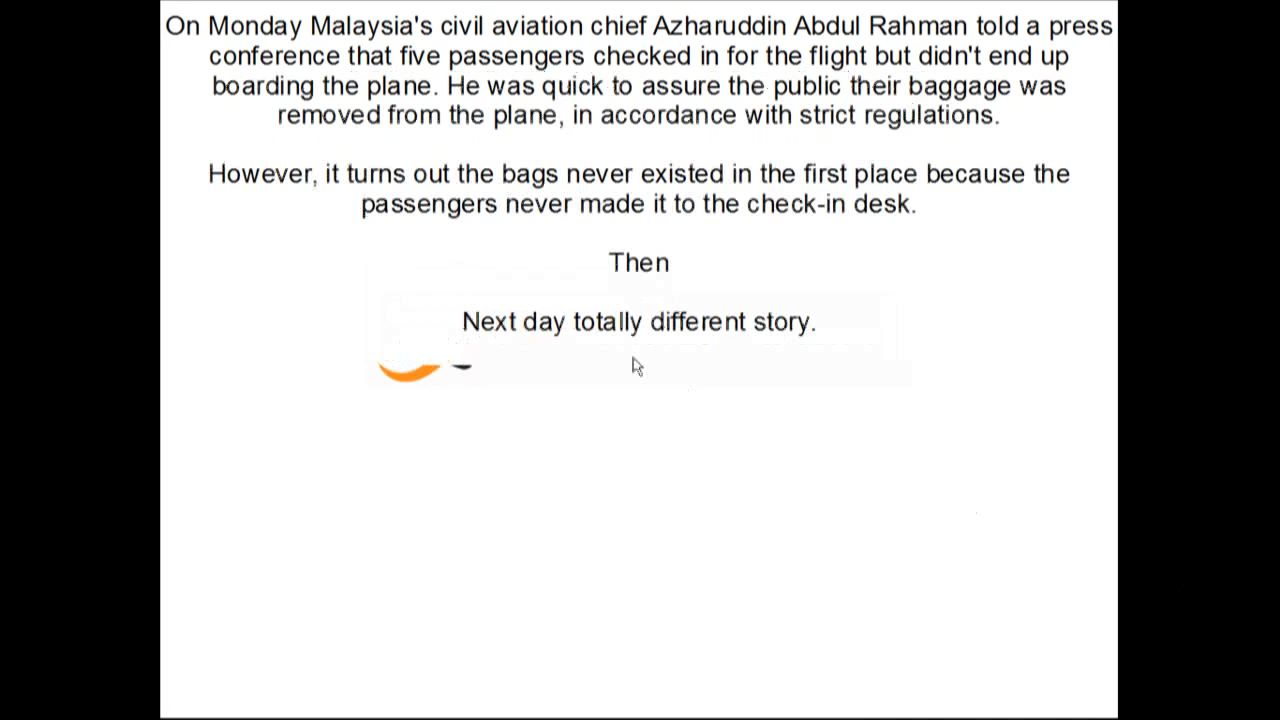 On Monday Malaysia's civil aviation chief Azharuddin Abdul Rahman told a press
conference that five passengers checked in for the flight but didn't end up
boarding the plane. He was quick to assure the public their baggage was
removed from the plane, in accordance with strict regulations.
However, it turns out the bags never existed in the first place because the
passengers never made it to the check-in desk.
Then
Next day totally different story.